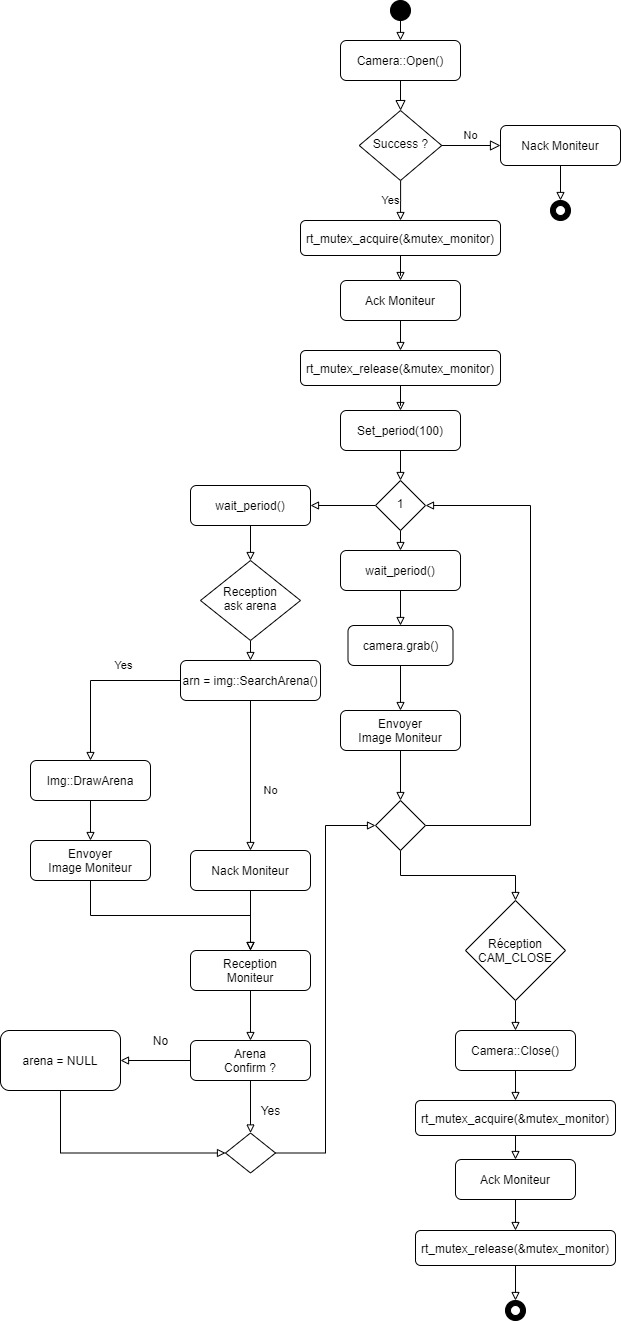 Camera::Open()
Success ?
No
Nack Moniteur
Yes
rt_mutex_acquire(&mutex_monitor)
Ack Moniteur
rt_mutex_release(&mutex_monitor)
Set_period(100)
1
wait_period()
wait_period()
Reception
ask arena
camera.grab()
Yes
arn = img::SearchArena()
Envoyer
Image Moniteur
Img::DrawArena
No
Envoyer
Image Moniteur
Nack Moniteur
Reception
Moniteur
Réception
CAM_CLOSE
No
Arena
Confirm ?
arena = NULL
Yes
Camera::Close()
rt_mutex_acquire(&mutex_monitor)
Ack Moniteur
rt_mutex_release(&mutex_monitor)